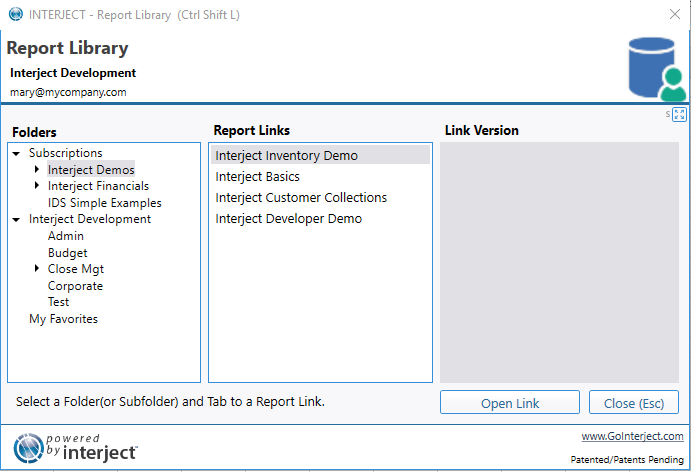 INTERJECT - Report Library (Ctrl Shift L)
Report Library
Interject Development
mary@mycompany.com
S
Folders
Subscriptions
Interject Demos
Interject Financials
IDS Simple Examples
Interject Development
Admin
Budget
Close Mgt
Corporate
Test
My Favorites
Report Links
Interject Inventory Demo
Interject Basics
Interject Customer Collections
Interject Developer Demo
Link Version
Select a Folder(or Subfolder) and Tab to a Report Link.
Open Link
Close (Esc)
powered
by interject™
www.GoInterject.com
Patented/Patents Pending